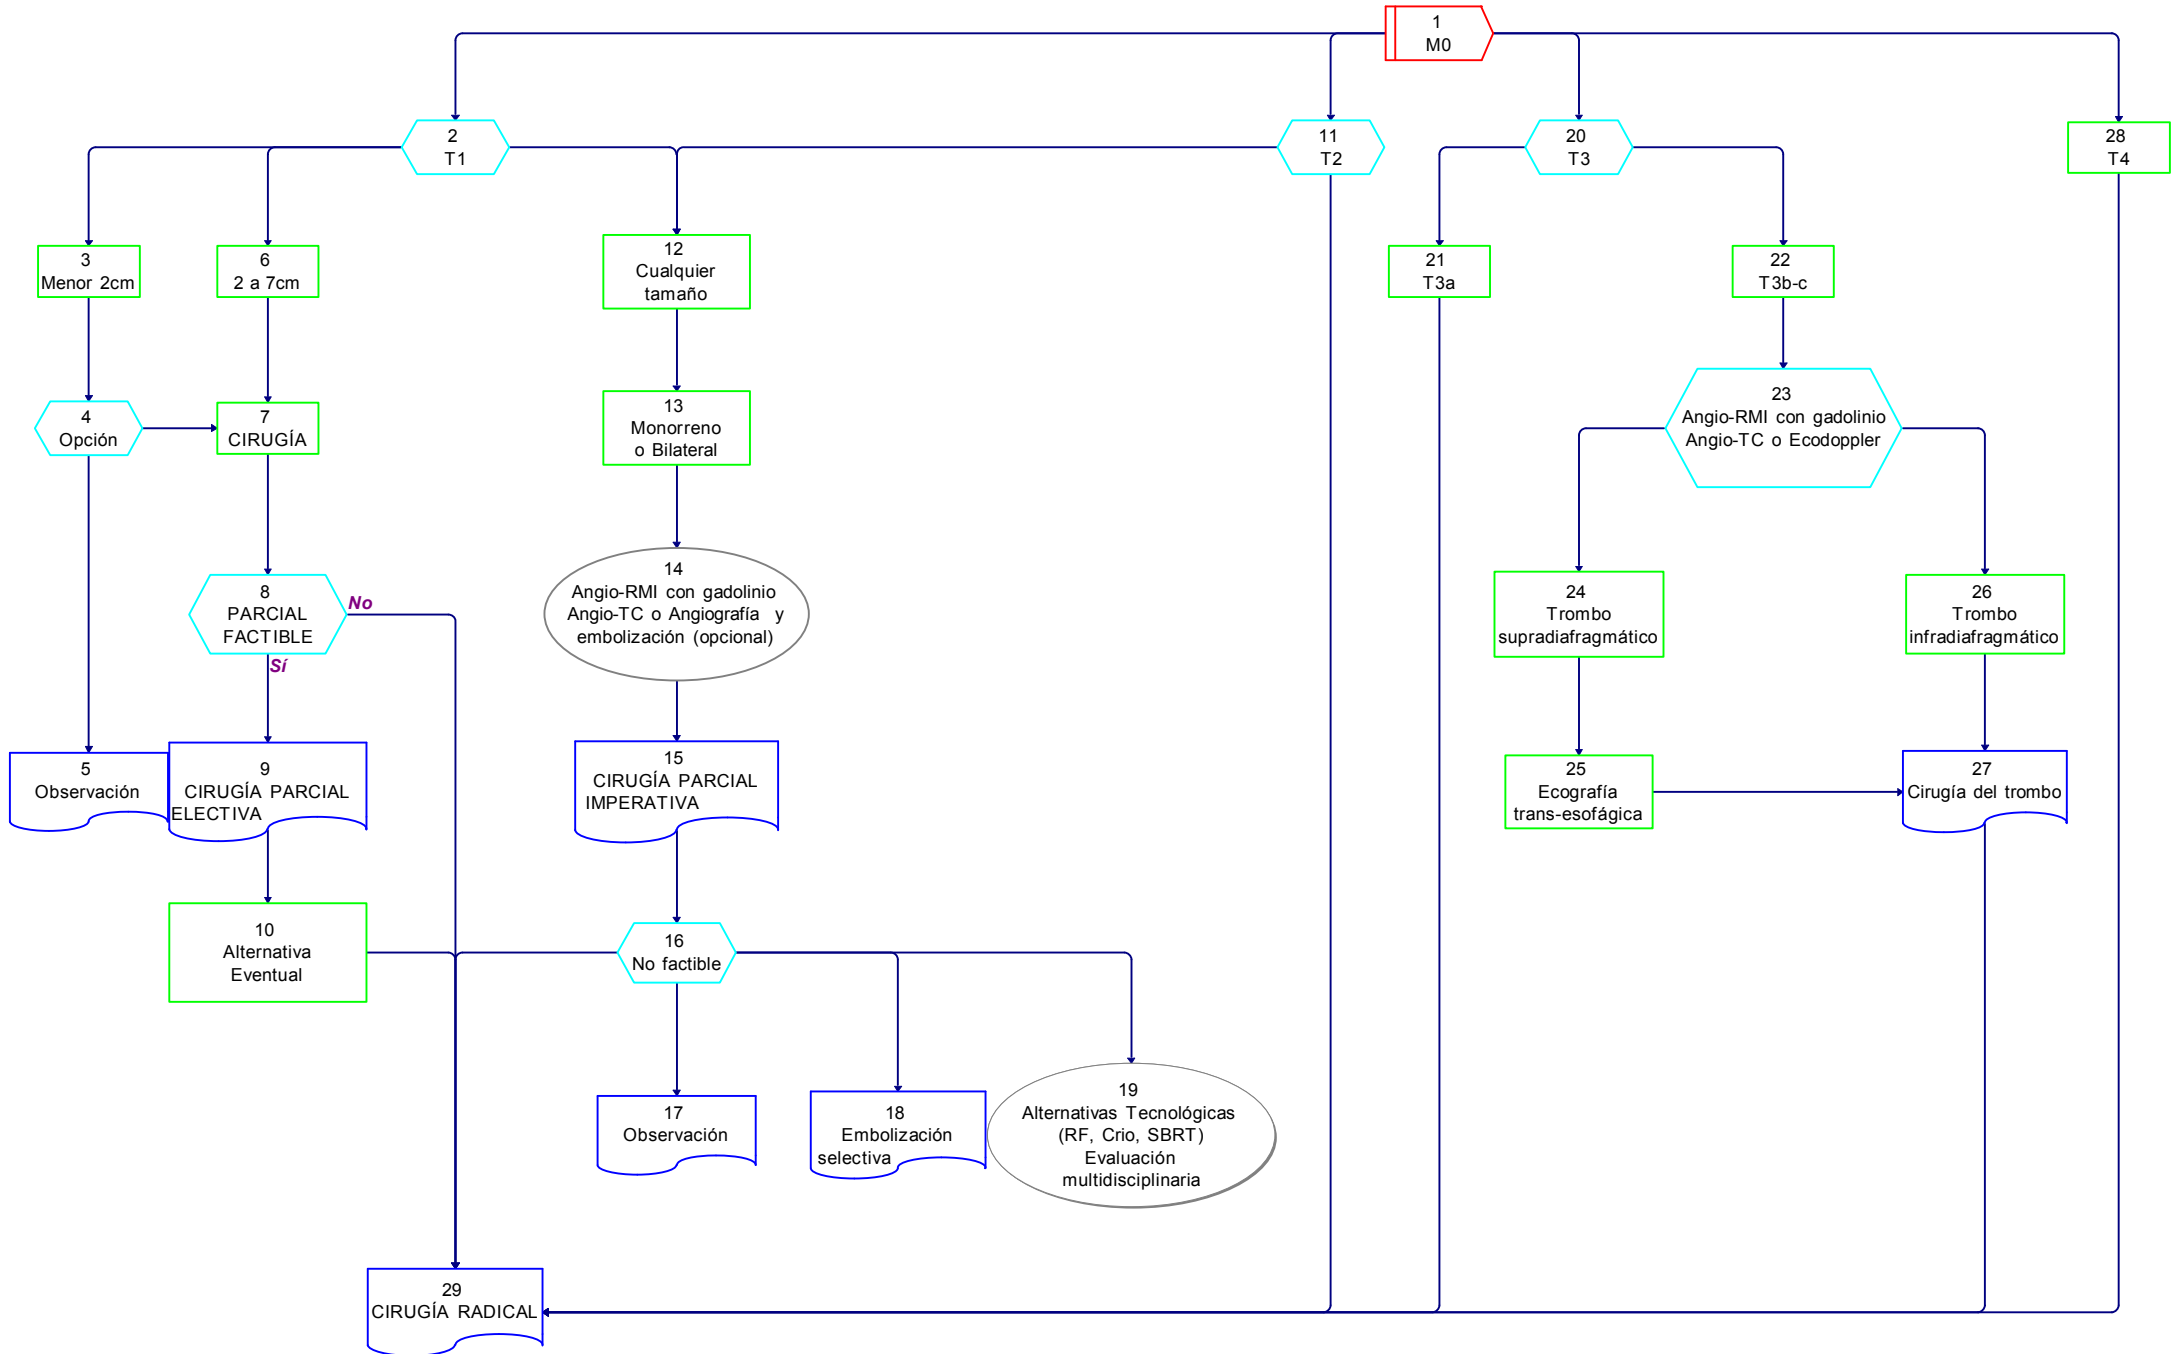 1
M0
2
T1
11
T2
20
T3
28
T4
3
Menor 2cm
6
2 a 7cm
12
Cualquier
tamaño
21
T3a
22
T3b-c
4
Opción
7
CIRUGÍA
13
Monorreno
o Bilateral
23
Angio-RMI con gadolinio
Angio-TC o Ecodoppler
8
PARCIAL
FACTIBLE
No
Sí
14
Angio-RMI con gadolinio
Angio-TC o Angiografía y
embolización (opcional)
24
Trombo
supradiafragmático
26
Trombo
infradiafragmático
5
Observación
9
CIRUGÍA PARCIAL
ELECTIVA
15
CIRUGÍA PARCIAL
IMPERATIVA
25
Ecografía
trans-esofágica
27
Cirugía del trombo
10
Alternativa
Eventual
16
No factible
17
Observación
18
Embolización
selectiva
19
Alternativas Tecnológicas
(RF, Crio, SBRT)
Evaluación
multidisciplinaria
29
CIRUGÍA RADICAL